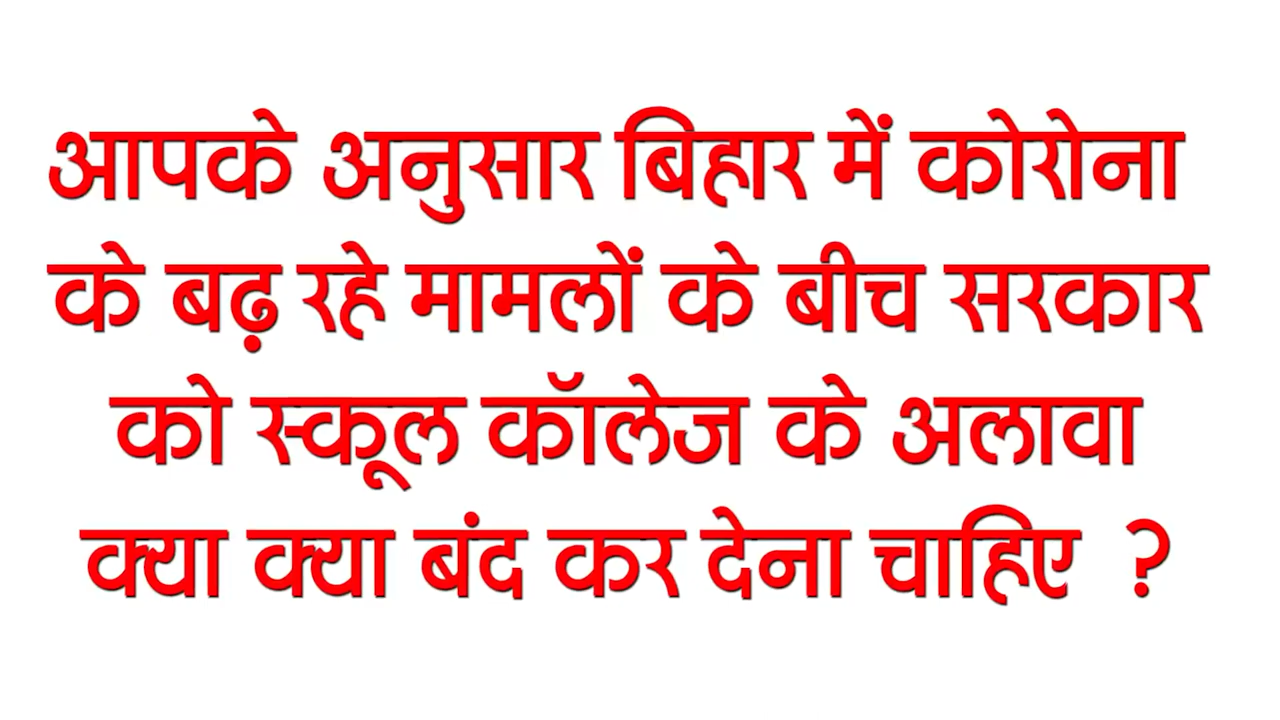 आपके अनुसार बिहार में कोरोना
के बढ़ रहे मामलों के बीच सरकार
को स्कूल कॉलेज के अलावा
क्या क्या बंद कर देना चाहिए ?